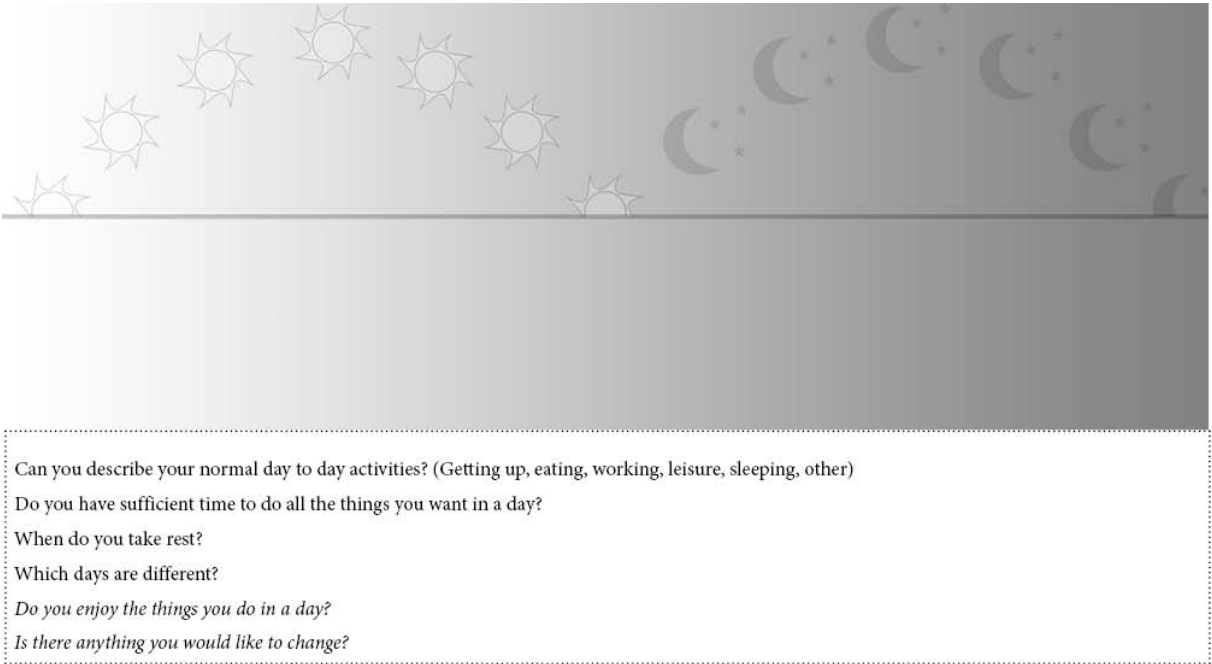 Can you describe your normal day to day activities? (Getting up, eating, working, leisure, sleeping, other)
Do you have sufficient time to do all the things you want in a day?
When do you take rest?
Which days are different?
Do you enjoy the things you do in a day?
Is there anything you would like to change?